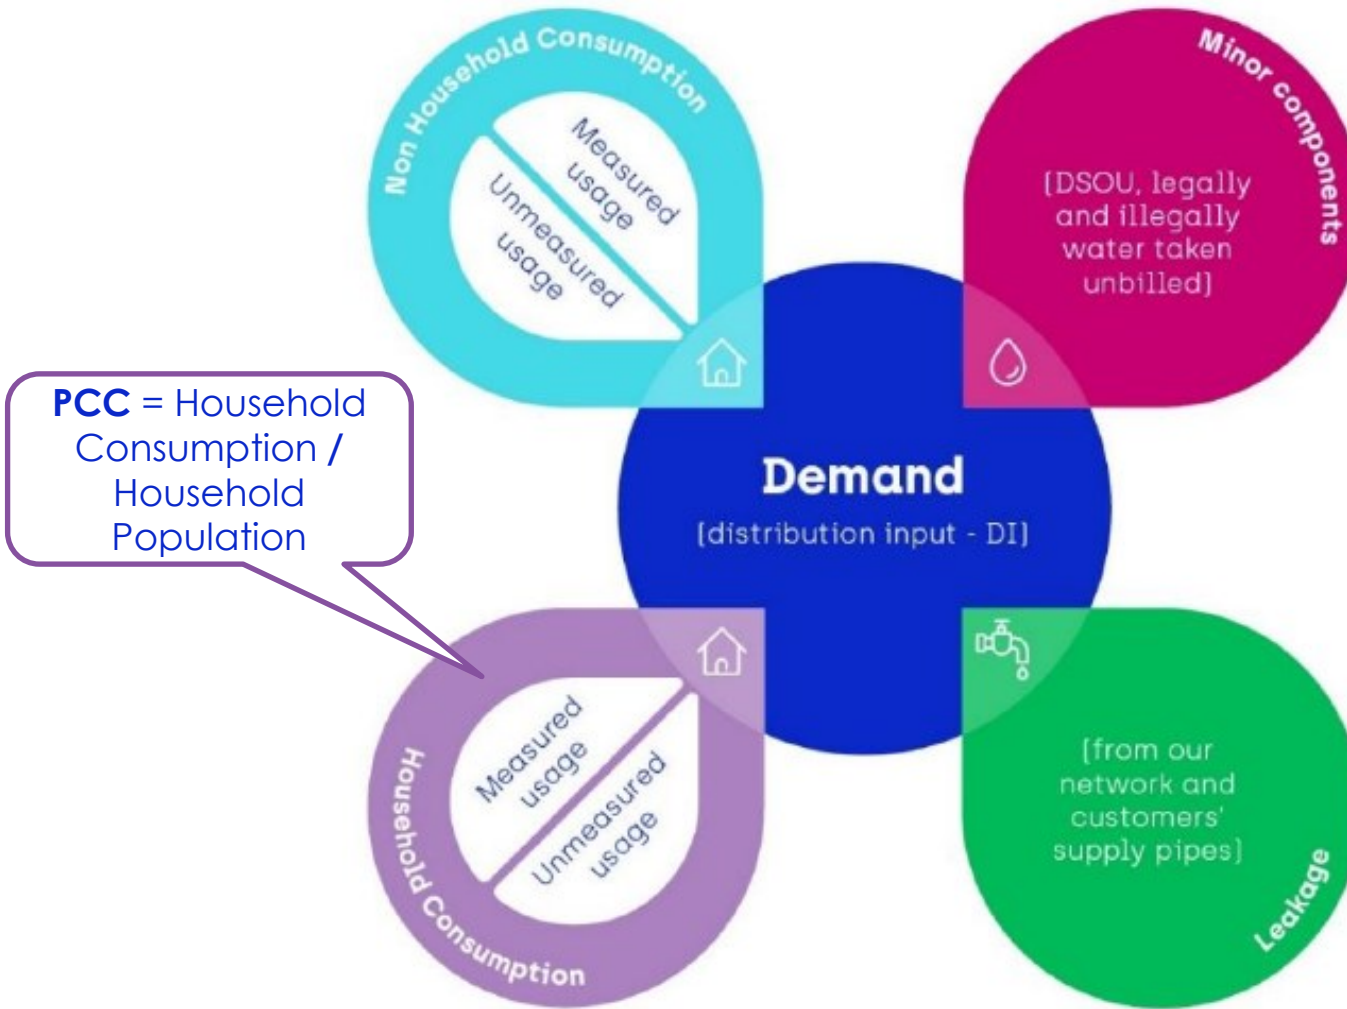 Non Household Consumption
Measured
usage
Unmeasured
usage
Minor components
[DSOU, legally
and illegally
water taken
unbilled]
PCC = Household
Consumption /
Household
Population
Demand
[distribution input - DI]
Household Consumption
Measured
usage
Unmeasured
usage
[from our
network and
customers'
supply pipes]
Leakage